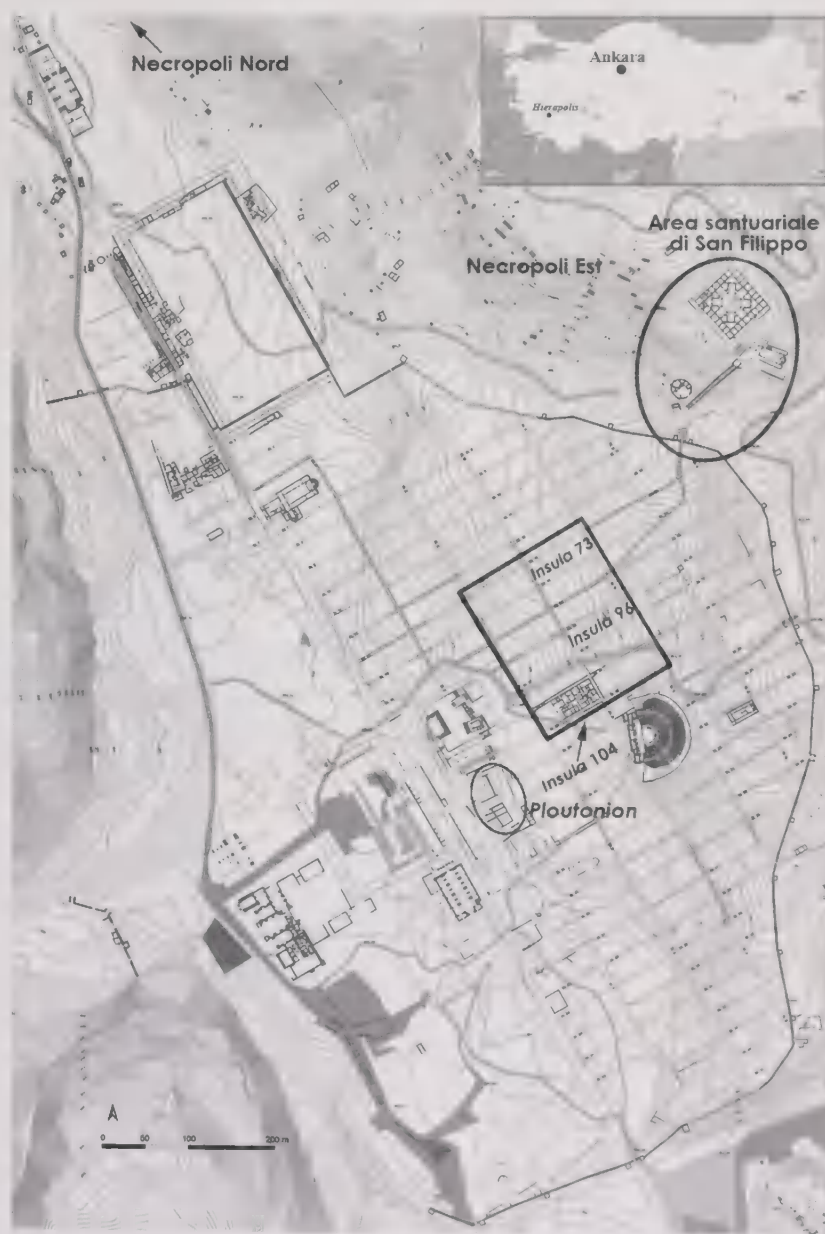 Necropoli Nord
Ankara
Hierapolis
Area santuariale
di San Filippo
Necropoli Est
Insula 73
Insula 96
Insula 104
Ploutonion
0 50 100 200 m